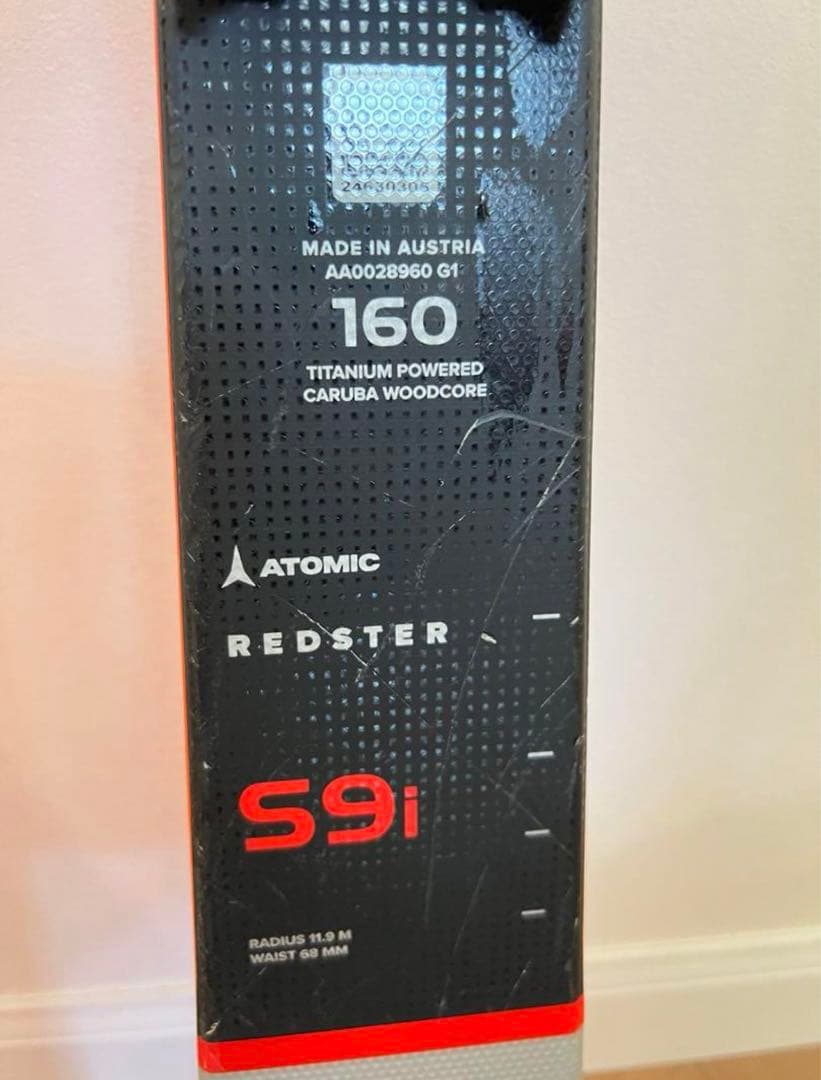 MADE IN AUSTRIA
AA0028960 G1
160
TITANIUM POWERED
CARUBA WOODCORE
ATOMIC
REDSTER
S9i
RADIUS 11.9 M
WAIST 68 MM